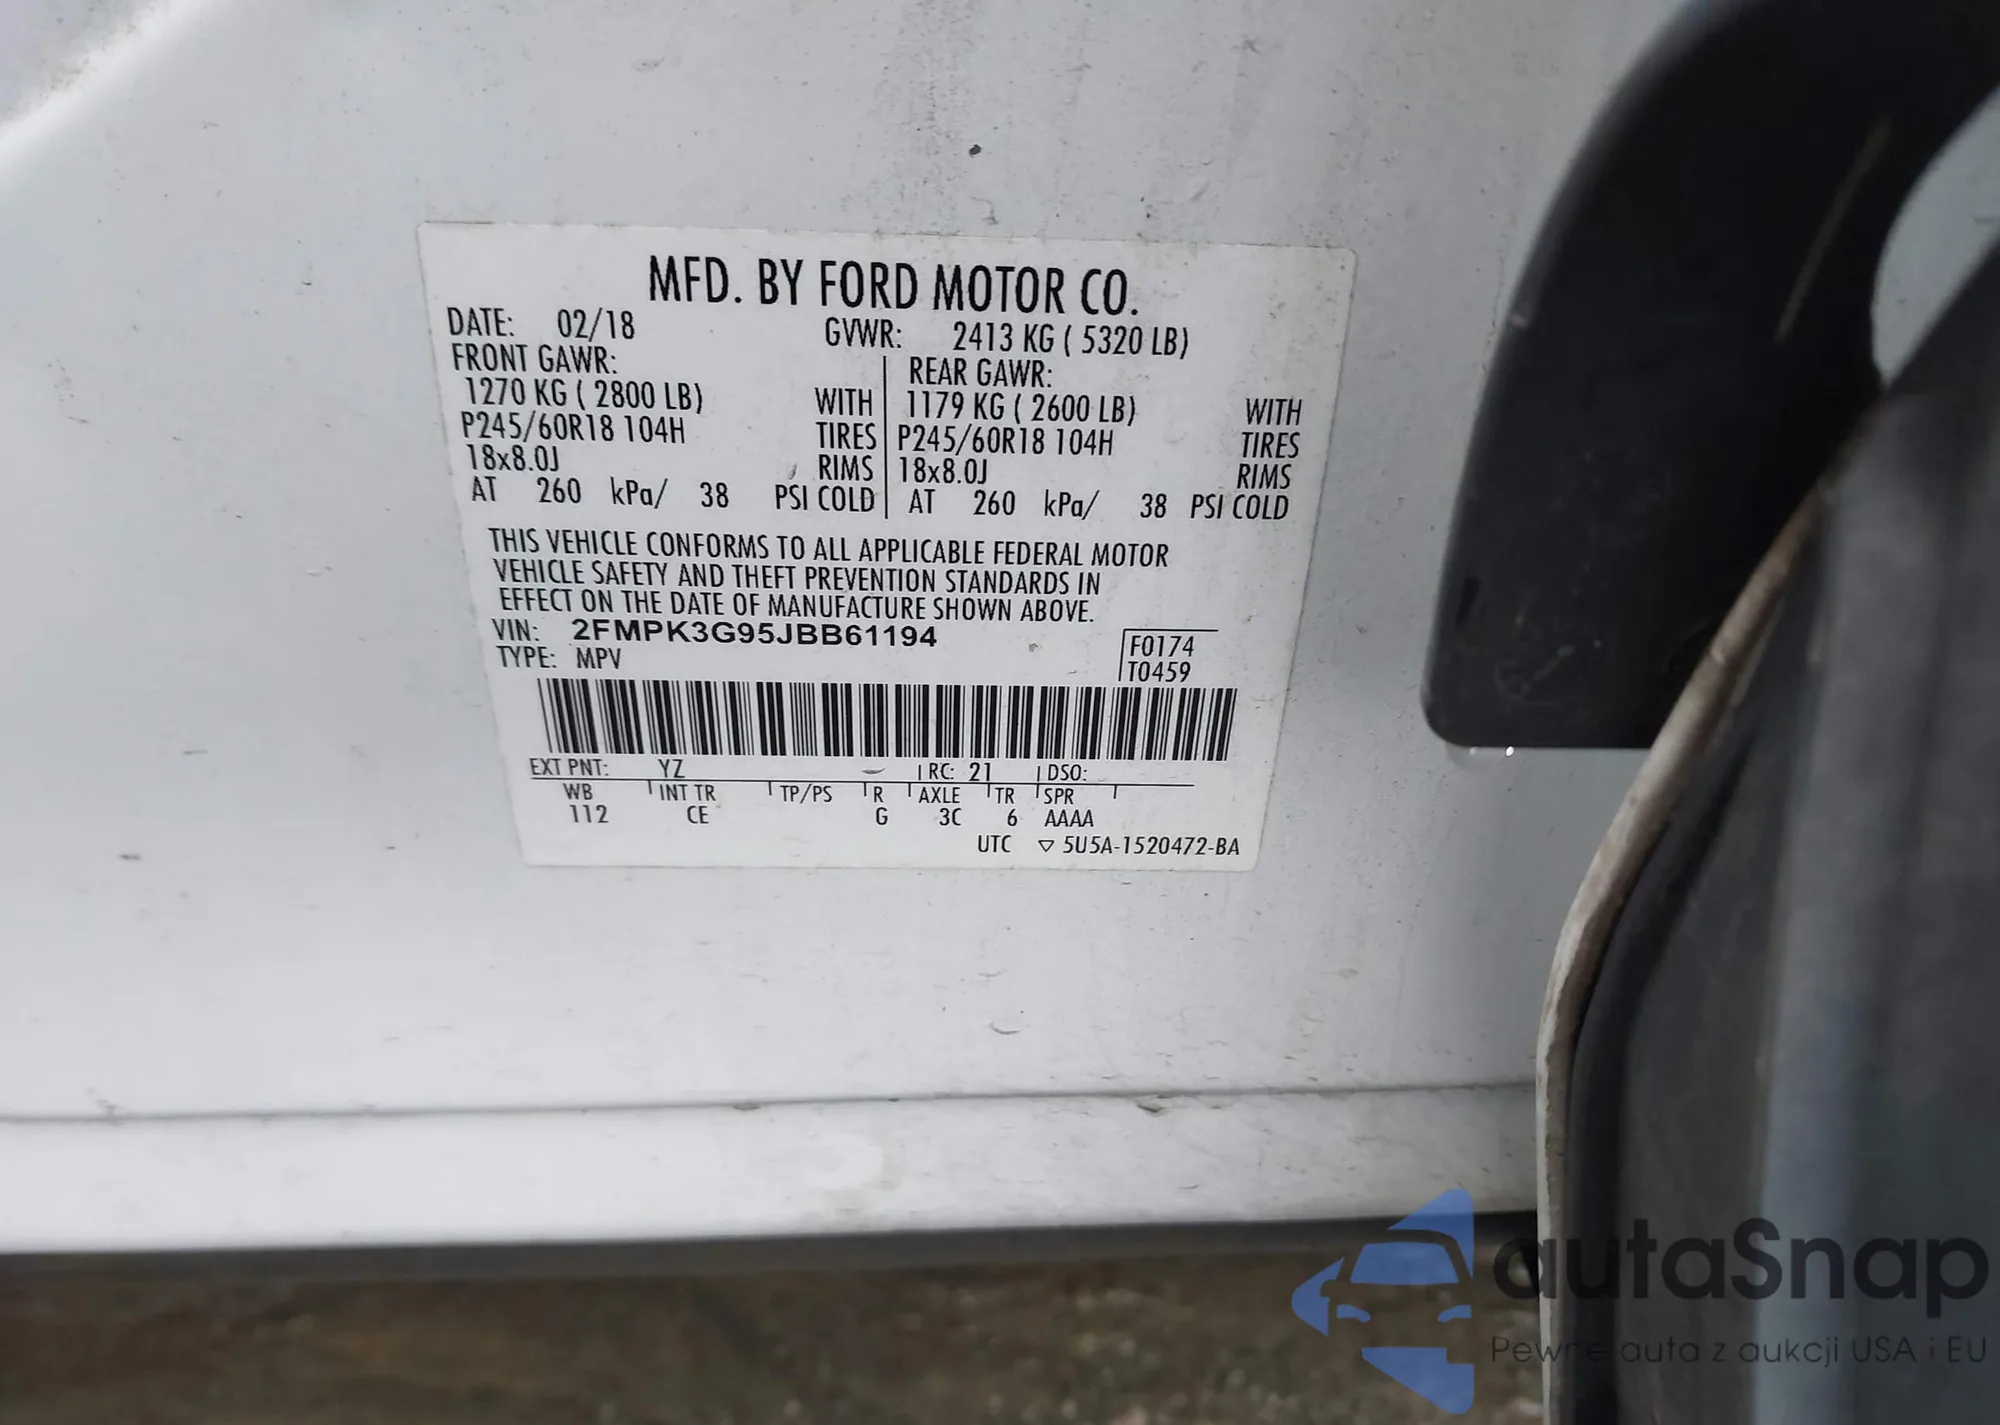 MFD. BY FORD MOTOR CO.
DATE: 02/18 GVWR: 2413 KG ( 5320 LB)
FRONT GAWR: REAR GAWR:
1270 KG ( 2800 LB) WITH 1179 KG ( 2600 LB) WITH
P245/60R18 104H TIRES P245/60R18 104H TIRES
18x8.0J RIMS 18x8.0J RIMS
AT 260 kPa/ 38 PSI COLD AT 260 kPa/ 38 PSI COLD
THIS VEHICLE CONFORMS TO ALL APPLICABLE FEDERAL MOTOR
VEHICLE SAFETY AND THEFT PREVENTION STANDARDS IN
EFFECT ON THE DATE OF MANUFACTURE SHOWN ABOVE.
VIN: 2FMPK3G95JBB61194 F0174
TYPE: MPV T0459
EXT PNT: YZ RC: 21 DSO:
WB INT TR TP/PS R AXLE TR SPR
112 CE G 3C 6 AAAA
UTC ▽ 5U5A-1520472-BA
autaSnap
Pewne auta z aukcji USA i EU